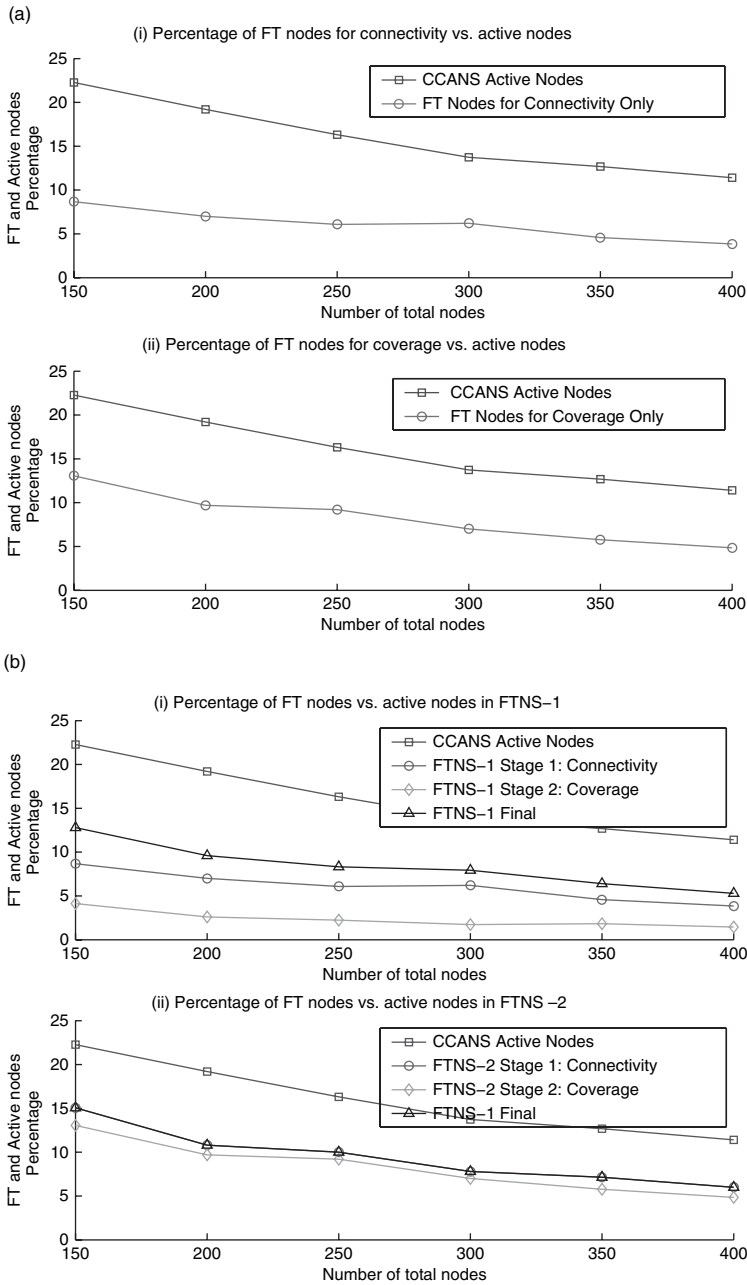 (a)
(i) Percentage of FT nodes for connectivity vs. active nodes
25
20
15
10
5
0
FT and Active nodes
Percentage
CCANS Active Nodes
FT Nodes for Connectivity Only
150 200 250 300 350 400
Number of total nodes
(ii) Percentage of FT nodes for coverage vs. active nodes
25
20
15
10
5
0
FT and Active nodes
Percentage
CCANS Active Nodes
FT Nodes for Coverage Only
150 200 250 300 350 400
Number of total nodes
(b)
(i) Percentage of FT nodes vs. active nodes in FTNS−1
25
20
15
10
5
0
FT and Active nodes
Percentage
CCANS Active Nodes
FTNS−1 Stage 1: Connectivity
FTNS−1 Stage 2: Coverage
FTNS−1 Final
150 200 250 300 350 400
Number of total nodes
(ii) Percentage of FT nodes vs. active nodes in FTNS −2
25
20
15
10
5
0
FT and Active nodes
Percentage
CCANS Active Nodes
FTNS-2 Stage 1: Connectivity
FTNS-2 Stage 2: Coverage
FTNS−1 Final
150 200 250 300 350 400
Number of total nodes